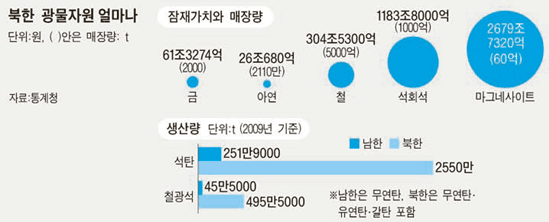 북한 광물자원 얼마나
단위:원, ( )안은 매장량: t
자료:통계청
잠재가치와 매장량
61조3274억
(2000)
금
26조680억
(2110만)
아연
304조5300억
(5000억)
철
1183조8000억
(1000억)
석회석
2679조
7320억
(60억)
마그네사이트
생산량 단위:t (2009년 기준)
남한 북한
석탄
251만9000
2550만
철광석
45만5000
495만5000
※남한은 무연탄, 북한은 무연탄·
유연탄·갈탄 포함